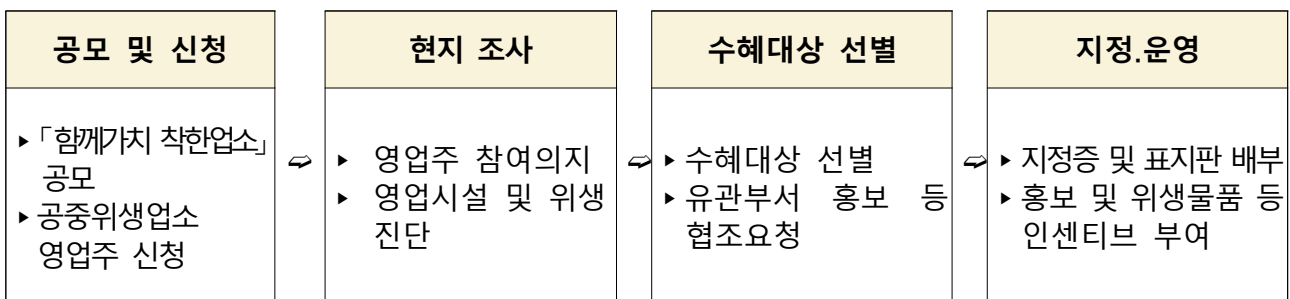 공모 및 신청
▸「함께가치 착한업소」
공모
▸공중위생업소
영업주 신청
⇨
현지 조사
▸ 영업주 참여의지
▸ 영업시설 및 위생
진단
⇨
수혜대상 선별
▸수혜대상 선별
▸유관부서 홍보 등
협조요청
⇨
지정.운영
▸지정증 및 표지판 배부
▸홍보 및 위생물품 등
인센티브 부여